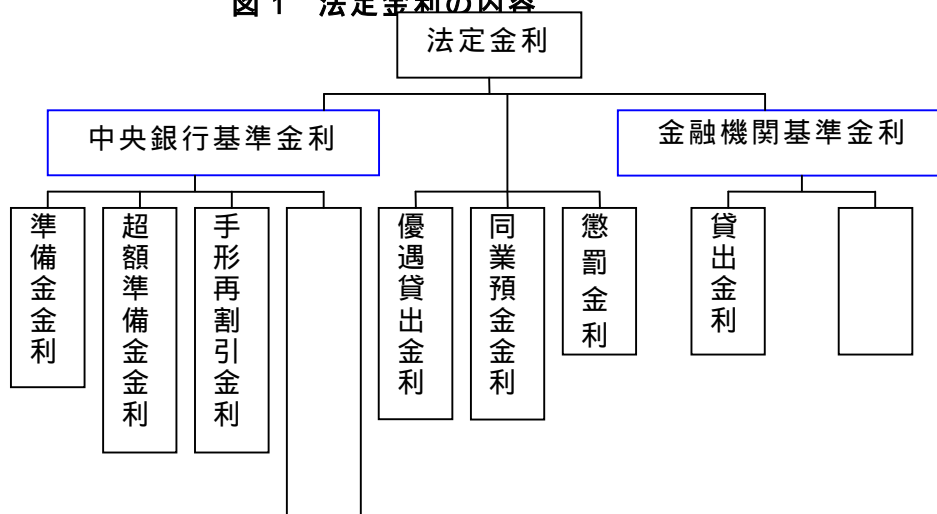 図1 法定金利の内容
法定金利
中央銀行基準金利
金融機関基準金利
準備金金利
超額準備金金利
手形再割引金利
優遇貸出金利
同業預金金利
懲罰金利
貸出金利